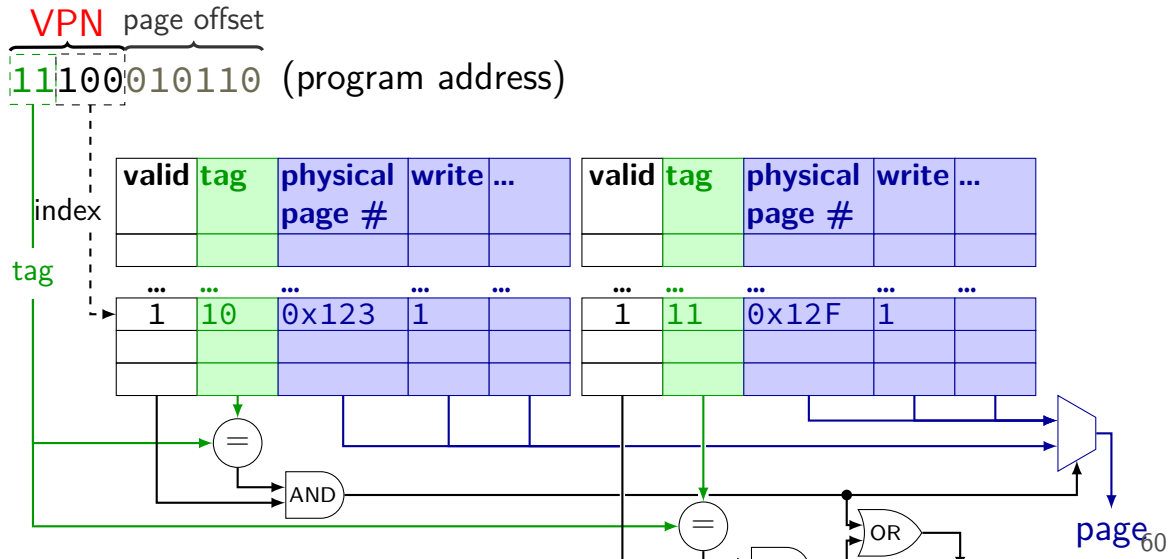 VPN page offset
11100010110 (program address)
valid tag physical page # write ... valid tag physical page # write ...
index
tag
... ... ... ... ... ... ... ... ... ...
1 10 0x123 1 1 11 0x12F 1
=
AND
=
OR
page
60